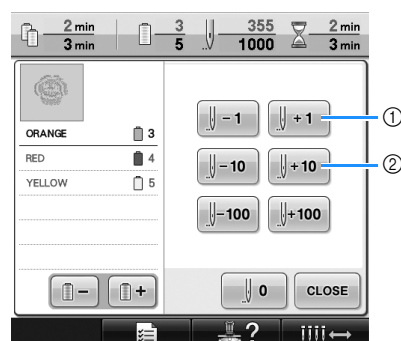 2 min 3 355 2 min
3 min 5 1000 3 min
-1 +1 ①
ORANGE 3
RED 4 -10 +10 ②
YELLOW 5
-100 +100
- + 0 CLOSE
?